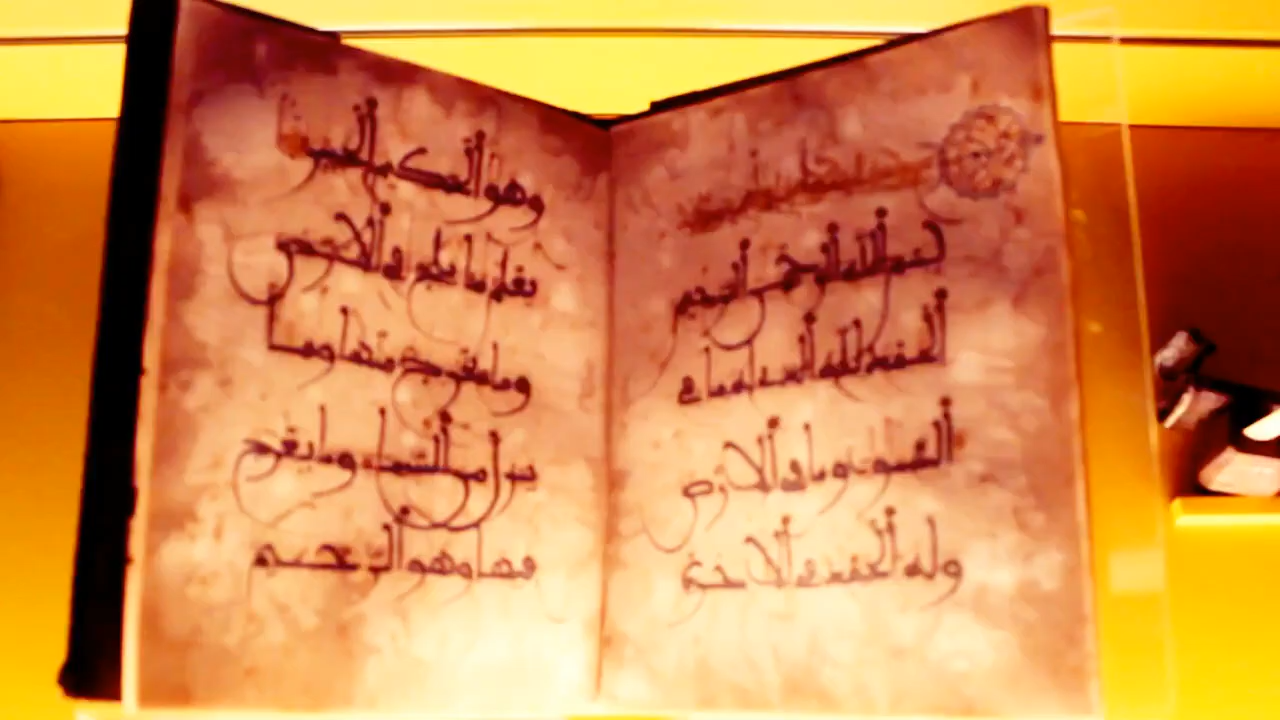 بسم الله الرحمن الرحيم
الحمد لله الذي له ما في
السموات وما في الأرض
وله الحمد في الآخرة
وهو الحكيم الخبير
يعلم ما يلج في الأرض
وما يخرج منها وما
ينزل من السماء وما يعرج
فيها وهو الرحيم